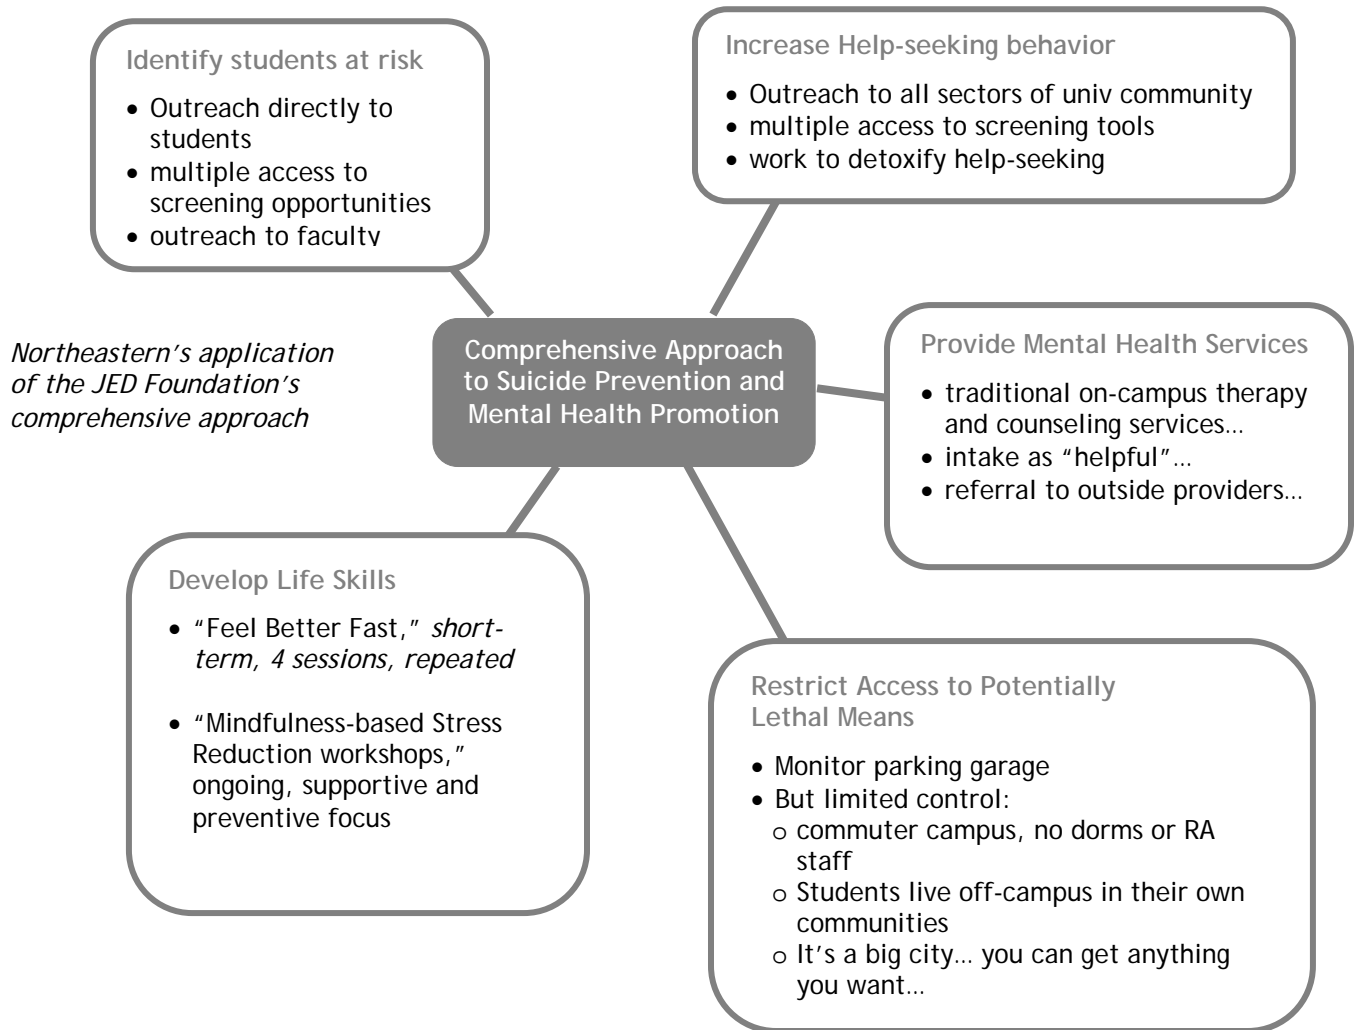 Identify students at risk
• Outreach directly to
students
• multiple access to
screening opportunities
• outreach to faculty
Increase Help-seeking behavior
• Outreach to all sectors of univ community
• multiple access to screening tools
• work to detoxify help-seeking
Northeastern’s application
of the JED Foundation’s
comprehensive approach
Comprehensive Approach
to Suicide Prevention and
Mental Health Promotion
Provide Mental Health Services
• traditional on-campus therapy
and counseling services…
• intake as “helpful”…
• referral to outside providers…
Develop Life Skills
• “Feel Better Fast,” short-
term, 4 sessions, repeated
• “Mindfulness-based Stress
Reduction workshops,”
ongoing, supportive and
preventive focus
Restrict Access to Potentially
Lethal Means
• Monitor parking garage
• But limited control:
o commuter campus, no dorms or RA
staff
o Students live off-campus in their own
communities
o It’s a big city… you can get anything
you want…